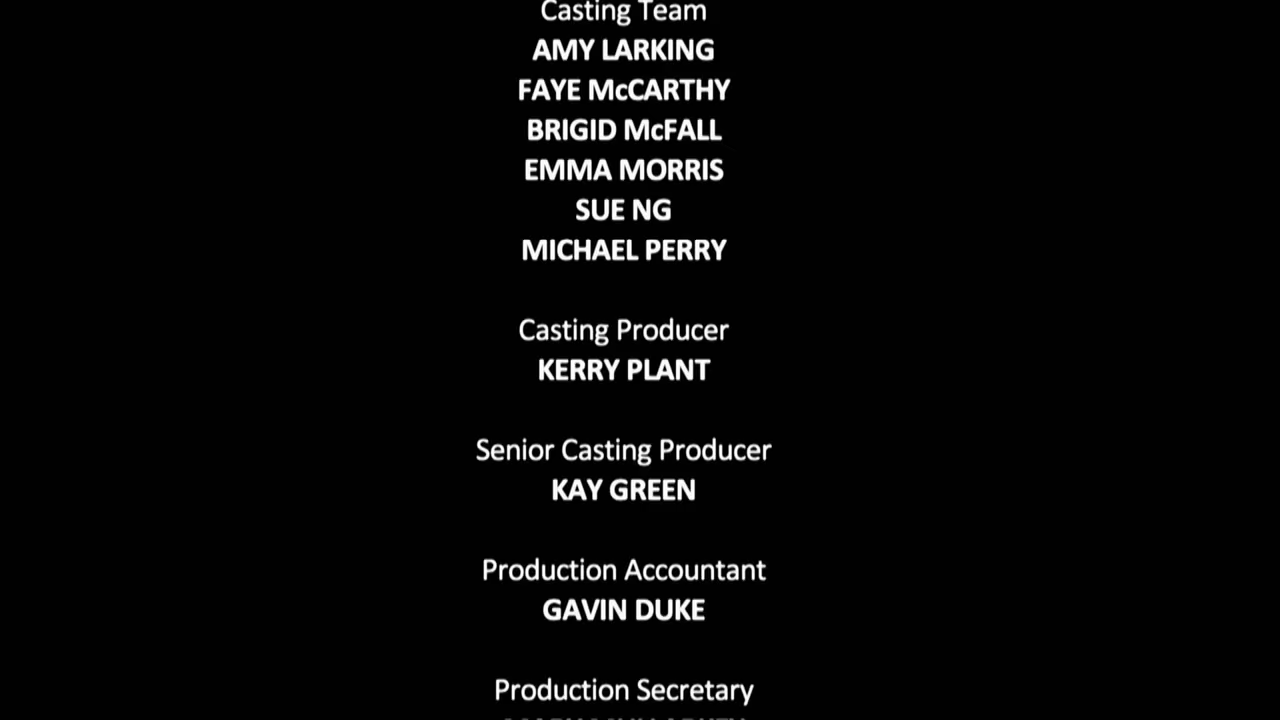 Casting Team
AMY LARKING
FAYE McCARTHY
BRIGID McFALL
EMMA MORRIS
SUE NG
MICHAEL PERRY
Casting Producer
KERRY PLANT
Senior Casting Producer
KAY GREEN
Production Accountant
GAVIN DUKE
Production Secretary